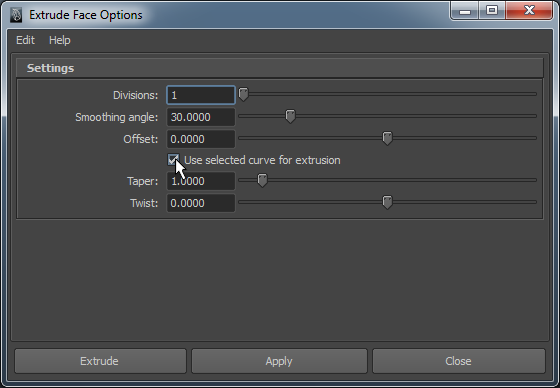 Extrude Face Options
Edit Help
Settings
Divisions: 1
Smoothing angle: 30.0000
Offset: 0.0000
Use selected curve for extrusion
Taper: 1.0000
Twist: 0.0000
Extrude Apply Close